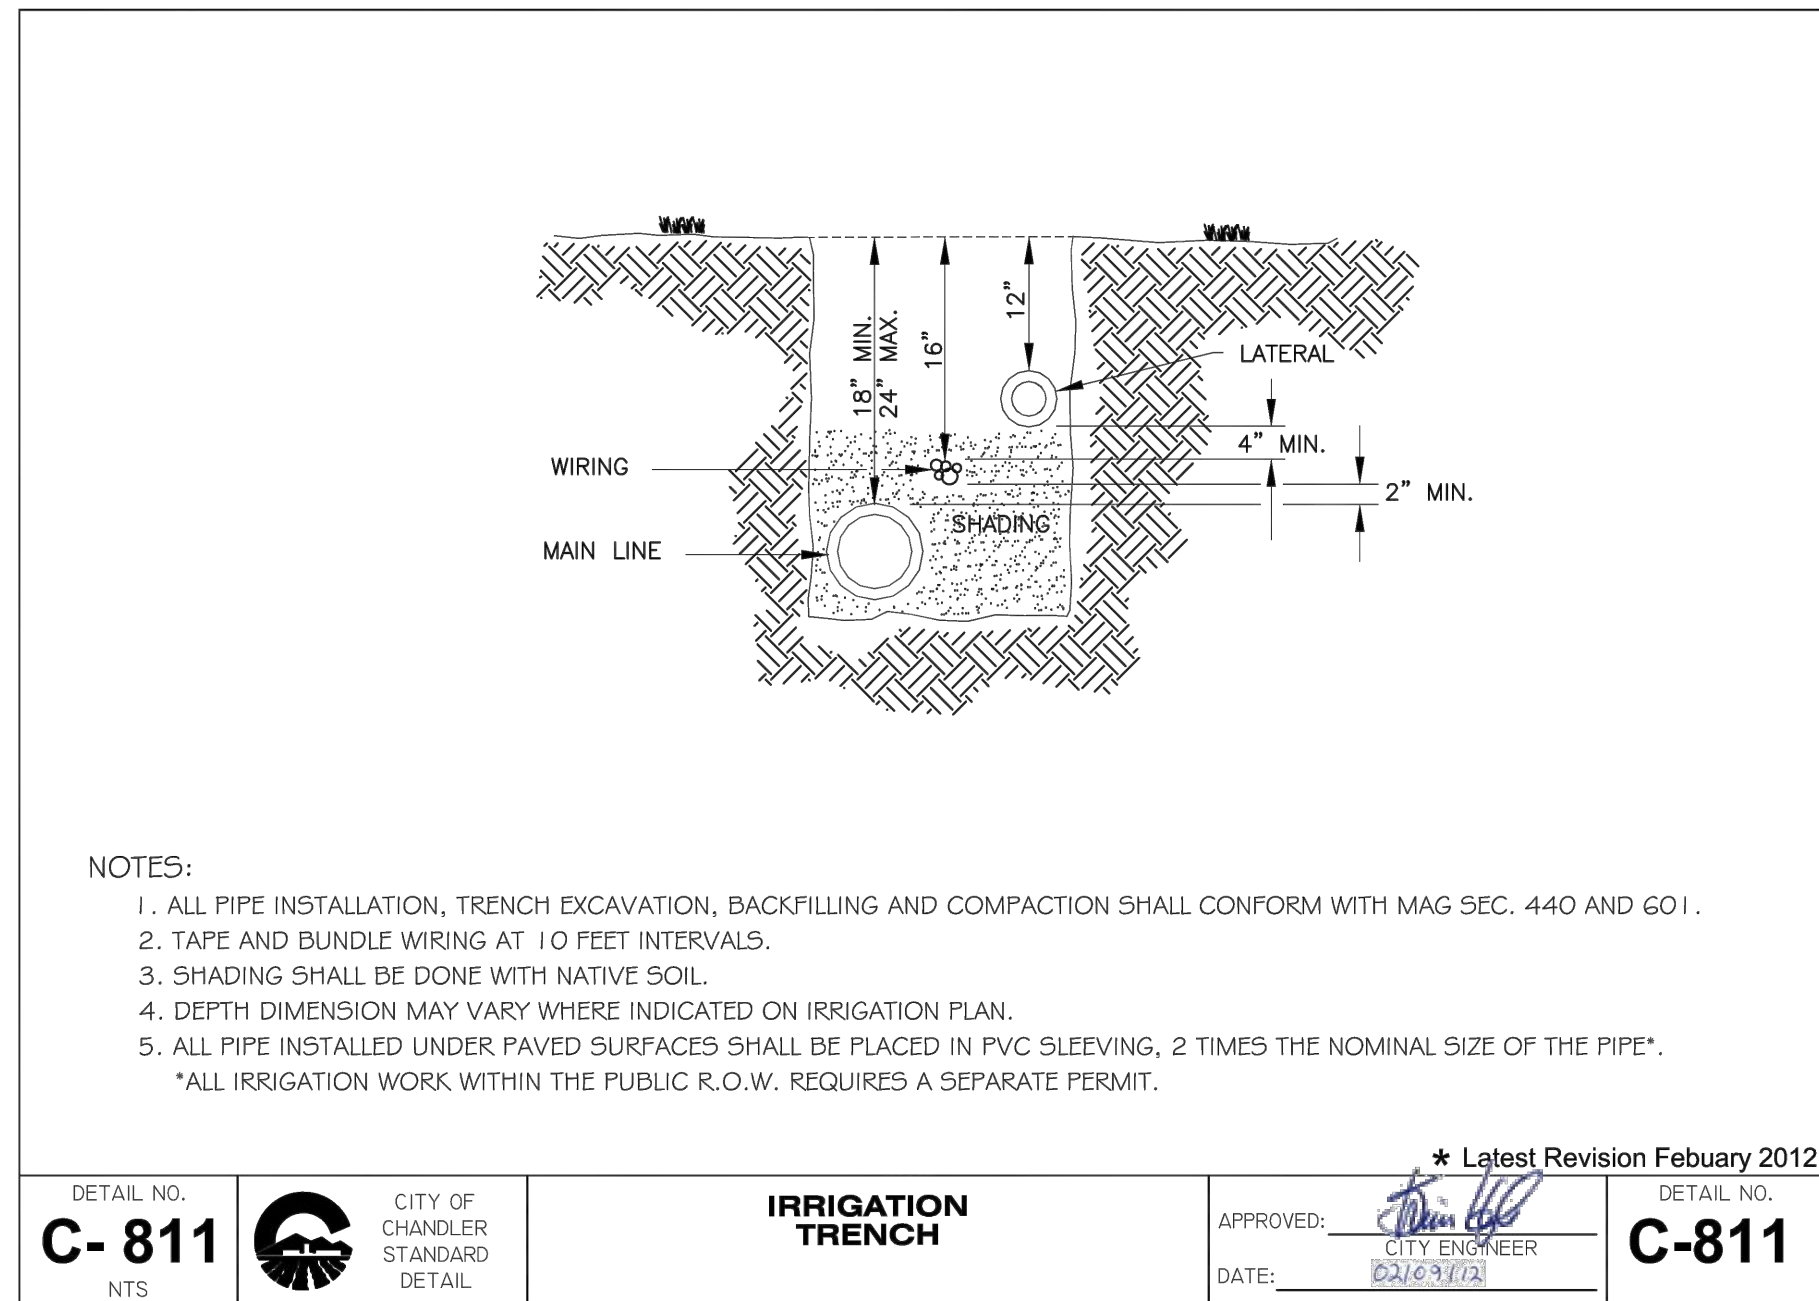 18” MIN.
24” MAX.
16”
12”
LATERAL
4” MIN.
WIRING
2” MIN.
SHADING
MAIN LINE
NOTES:
1. ALL PIPE INSTALLATION, TRENCH EXCAVATION, BACKFILLING AND COMPACTION SHALL CONFORM WITH MAG SEC. 440 AND 601.
2. TAPE AND BUNDLE WIRING AT 10 FEET INTERVALS.
3. SHADING SHALL BE DONE WITH NATIVE SOIL.
4. DEPTH DIMENSION MAY VARY WHERE INDICATED ON IRRIGATION PLAN.
5. ALL PIPE INSTALLED UNDER PAVED SURFACES SHALL BE PLACED IN PVC SLEEVING, 2 TIMES THE NOMINAL SIZE OF THE PIPE*.
*ALL IRRIGATION WORK WITHIN THE PUBLIC R.O.W. REQUIRES A SEPARATE PERMIT.
* Latest Revision Febuary 2012
DETAIL NO.
C- 811
NTS
CITY OF
CHANDLER
STANDARD
DETAIL
IRRIGATION
TRENCH
APPROVED:
CITY ENGINEER
DATE: 02/09/12
DETAIL NO.
C-811